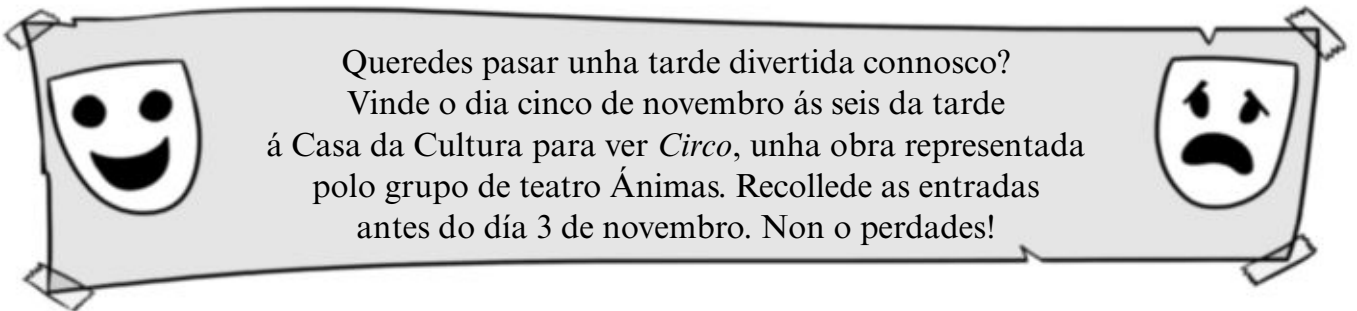 Queredes pasar unha tarde divertida connosco?
Vinde o dia cinco de novembro ás seis da tarde
á Casa da Cultura para ver Circo, unha obra representada
polo grupo de teatro Ánimas. Recollede as entradas
antes do día 3 de novembro. Non o perdades!